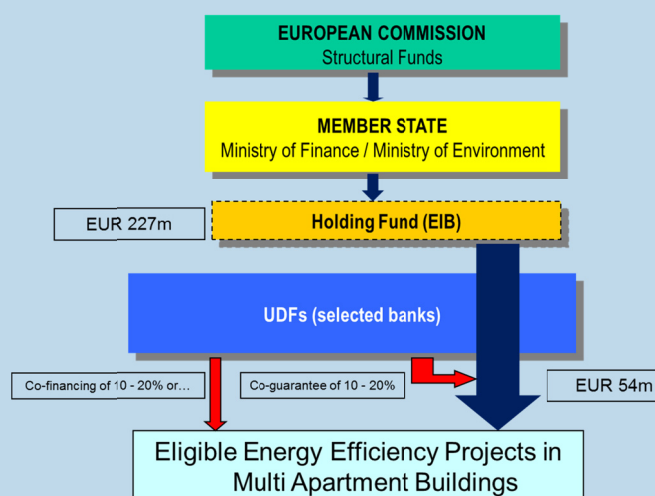 EUROPEAN COMMISSION
Structural Funds
MEMBER STATE
Ministry of Finance / Ministry of Environment
EUR 227m
Holding Fund (EIB)
UDFs (selected banks)
Co-financing of 10 - 20% or…
Co-guarantee of 10 - 20%
EUR 54m
Eligible Energy Efficiency Projects in
Multi Apartment Buildings